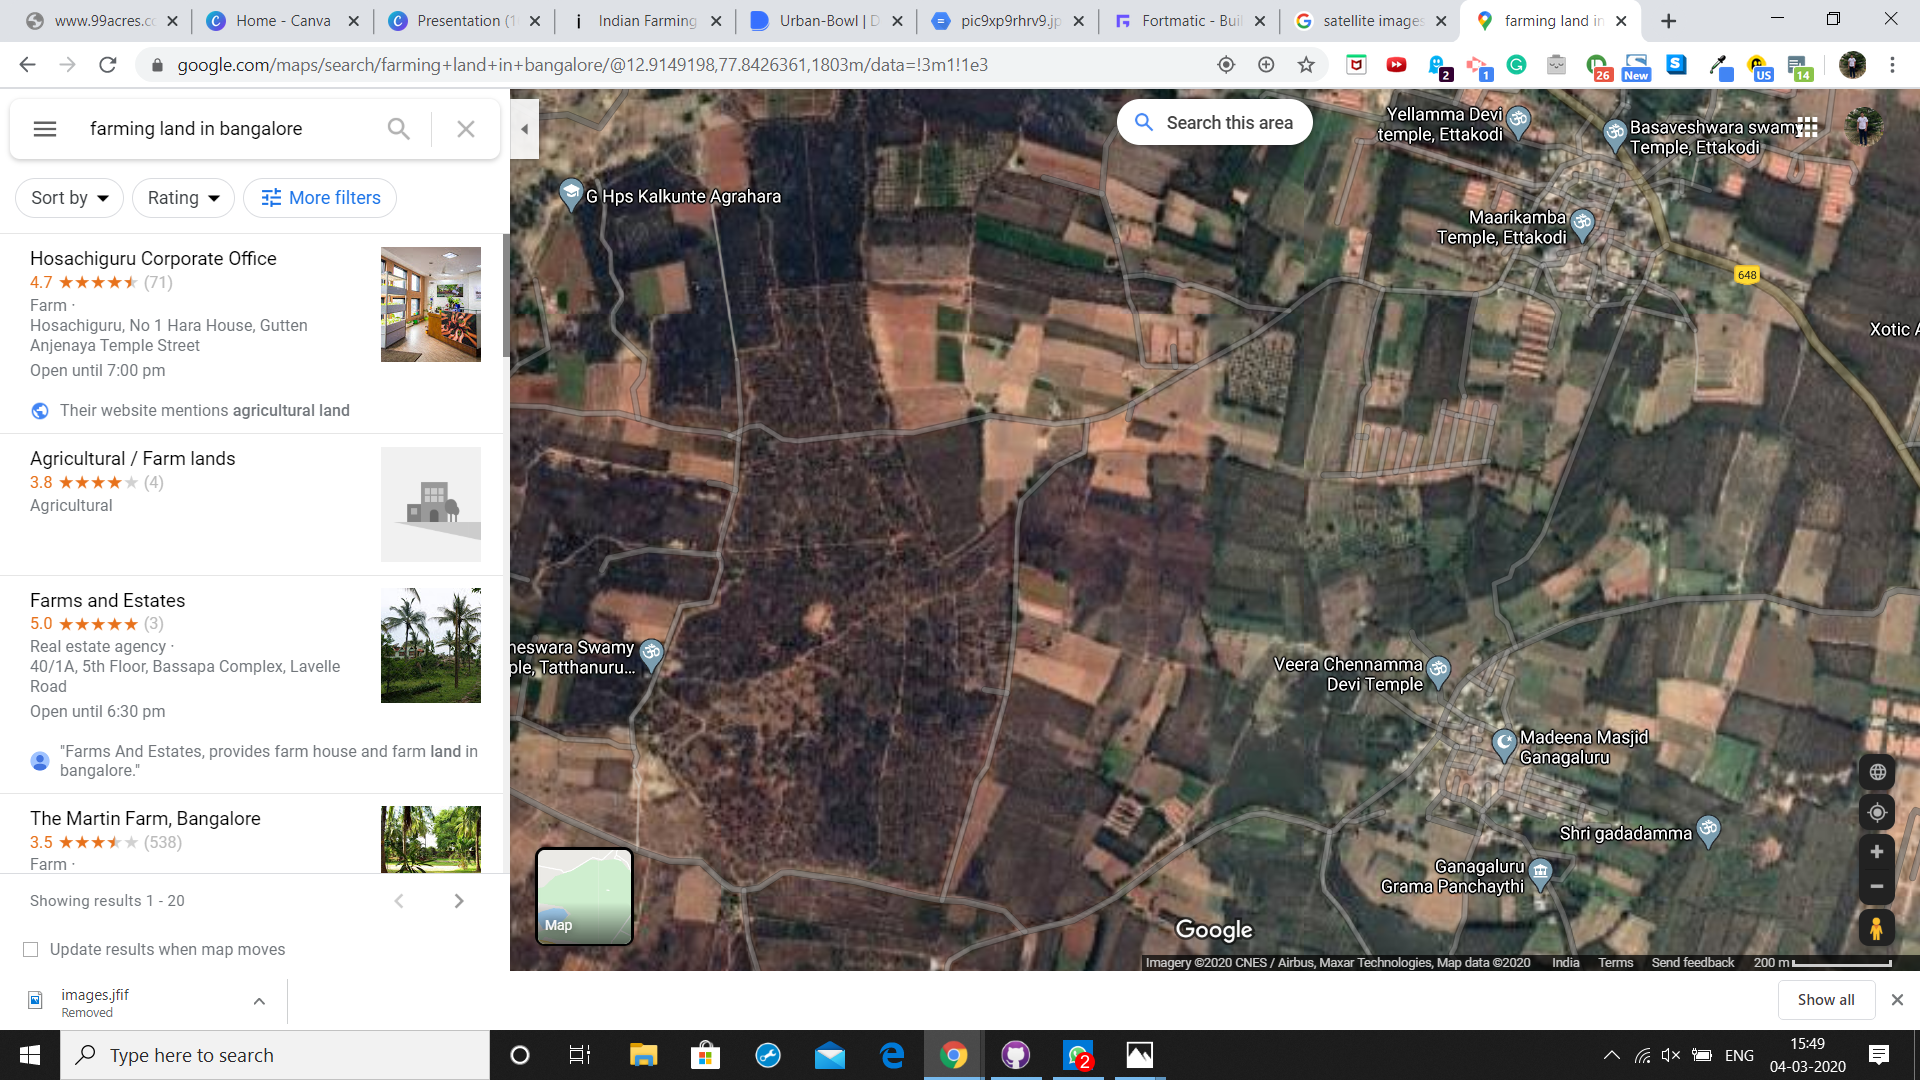 www.99acres.cc
Home - Canva
Presentation (1
Indian Farming
Urban-Bowl | D
pic9xp9rhrv9.jp
Fortmatic - Buil
satellite images
farming land in
google.com/maps/search/farming+land+in+bangalore/@12.9149198,77.8426361,1803m/data=!3m1!1e3
2
1
26
New
US
14
farming land in bangalore
Sort by
Rating
More filters
Hosachiguru Corporate Office
4.7 (71)
Farm ·
Hosachiguru, No 1 Hara House, Gutten
Anjenaya Temple Street
Open until 7:00 pm
Their website mentions agricultural land
Agricultural / Farm lands
3.8 (4)
Agricultural
Farms and Estates
5.0 (3)
Real estate agency ·
40/1A, 5th Floor, Bassapa Complex, Lavelle
Road
Open until 6:30 pm
"Farms And Estates, provides farm house and farm land in
bangalore."
The Martin Farm, Bangalore
3.5 (538)
Farm ·
Showing results 1 - 20
Update results when map moves
Search this area
Yellamma Devi
temple, Ettakodi
Basaveshwara swamy
Temple, Ettakodi
G Hps Kalkunte Agrahara
Maarikamba
Temple, Ettakodi
648
Xotic A
neswara Swamy
ple, Tatthanuru...
Veera Chennamma
Devi Temple
Madeena Masjid
Ganagaluru
Shri gadadamma
Ganagaluru
Grama Panchaythi
Map
Google
Imagery ©2020 CNES / Airbus, Maxar Technologies, Map data ©2020 India Terms Send feedback 200 m
images.jfif
Removed
Show all
Type here to search
2
ENG
15:49
04-03-2020